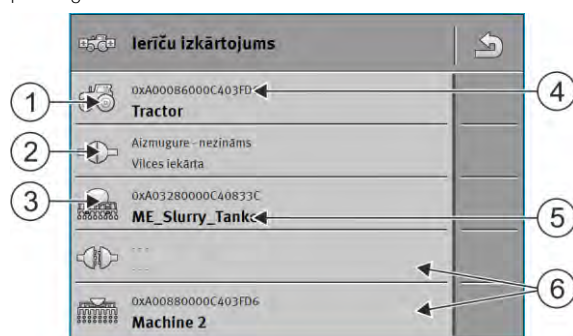 Ierīču izkārtojums
0xA00086000C403FD
Tractor
Aizmugure - nezināms
Vilces iekārta
0xA03280000C40833C
ME_Slurry_Tank
- - -
- - -
0xA00880000C403FD6
Machine 2
1
2
3
4
5
6